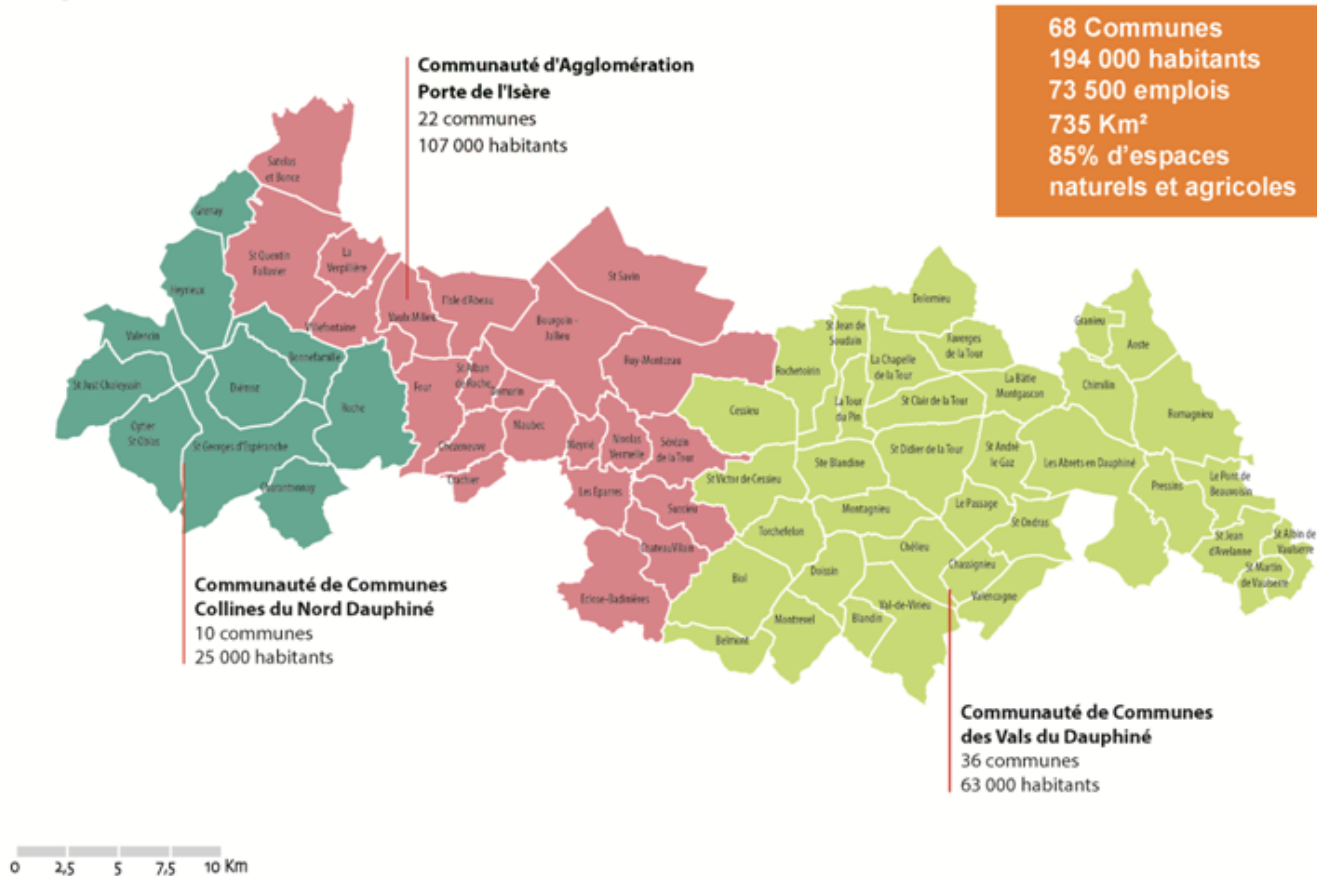 68 Communes
194 000 habitants
73 500 emplois
735 Km²
85% d'espaces
naturels et agricoles
Communauté d'Agglomération
Porte de l'Isère
22 communes
107 000 habitants
Satolas
et Bonce
Grenay
St Quentin
Fallavier
La
Verpillière
Heyrieux
Villefontaine
Vaulx Milieu
l'Isle d'Abeau
Bourgoin -
Jallieu
St Savin
Ruy-Montceau
Valencin
St Just Chaleyssin
Diémoz
Bonnefamille
Roche
Oytier
St Oblas
St Georges d'Espéranche
Charantonnay
Four
St Alban
de Roche
Domarin
Maubec
Chèzeneuve
Crachier
Meyrié
Nivolas
Vermelle
Sérézin
de la Tour
Les Eparres
Succieu
Chateau Vilain
Eclose-Badinières
Dolomieu
St Jean de
Soudain
Rochetoirin
La Chapelle
de la Tour
Faverges
de la Tour
Granieu
Aoste
Chimilin
La Bâtie
Montgascon
Romagnieu
Cessieu
La Tour
du Pin
St Clair de la Tour
St Didier de la Tour
St André
le Gaz
Les Abrets en Dauphiné
Pressins
Le Pont de
Beauvoisin
St Victor de Cessieu
Ste Blandine
Montagnieu
Le Passage
St Ondras
St Jean
d'Avelanne
St Albin de
Vaulserre
St Martin
de Vaulserre
Torchefelon
Chélieu
Chassignieu
Valencogne
Biol
Doissin
Val-de-Virieu
Blandin
Montrevel
Belmont
Communauté de Communes
Collines du Nord Dauphiné
10 communes
25 000 habitants
Communauté de Communes
des Vals du Dauphiné
36 communes
63 000 habitants
0 2,5 5 7,5 10 Km